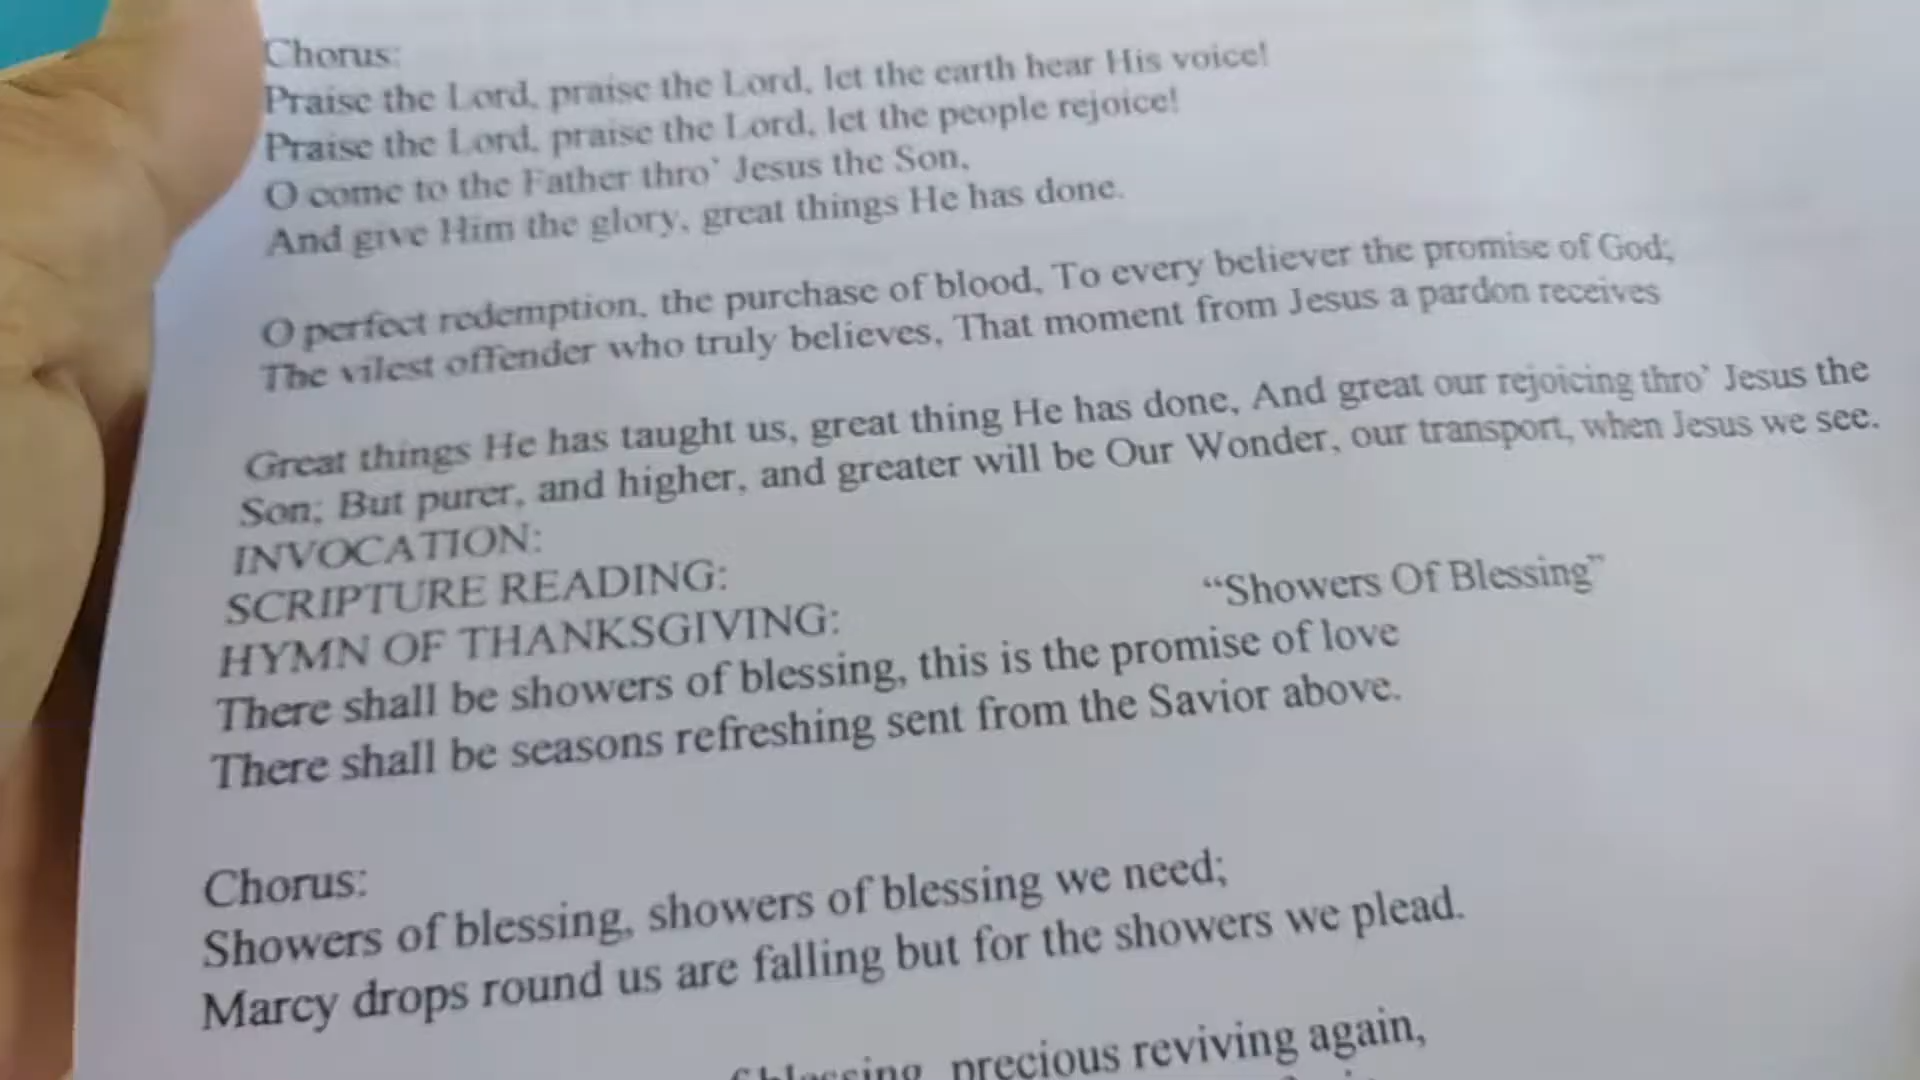 Chorus:
Praise the Lord, praise the Lord, let the earth hear His voice!
Praise the Lord, praise the Lord, let the people rejoice!
O come to the Father thro' Jesus the Son,
And give Him the glory, great things He has done.
O perfect redemption, the purchase of blood, To every believer the promise of God;
The vilest offender who truly believes, That moment from Jesus a pardon receives
Great things He has taught us, great thing He has done, And great our rejoicing thro' Jesus the
Son; But purer, and higher, and greater will be Our Wonder, our transport, when Jesus we see.
INVOCATION:
SCRIPTURE READING:
HYMN OF THANKSGIVING: “Showers Of Blessing”
There shall be showers of blessing, this is the promise of love
There shall be seasons refreshing sent from the Savior above.
Chorus:
Showers of blessing, showers of blessing we need;
Marcy drops round us are falling but for the showers we plead.
blessing, precious reviving again,